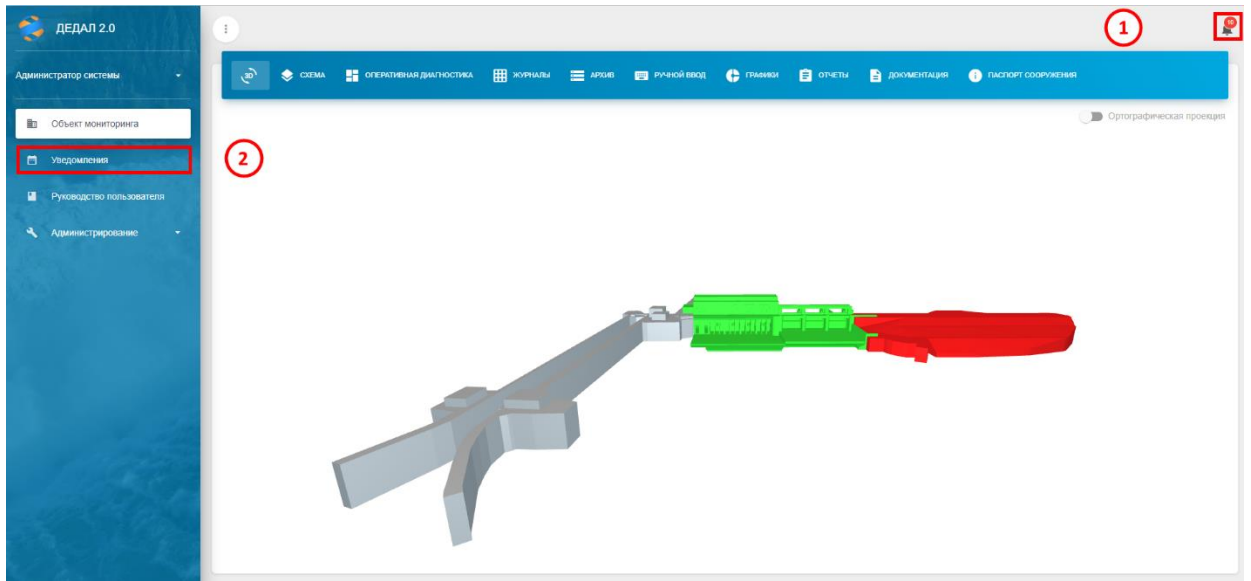 ДЕДАЛ 2.0
1
10
Администратор системы
3D
СХЕМА
ОПЕРАТИВНАЯ ДИАГНОСТИКА
ЖУРНАЛЫ
АРХИВ
РУЧНОЙ ВВОД
ГРАФИКИ
ОТЧЕТЫ
ДОКУМЕНТАЦИЯ
ПАСПОРТ СООРУЖЕНИЯ
Объект мониторинга
Ортографическая проекция
Уведомления
2
Руководство пользователя
Администрирование